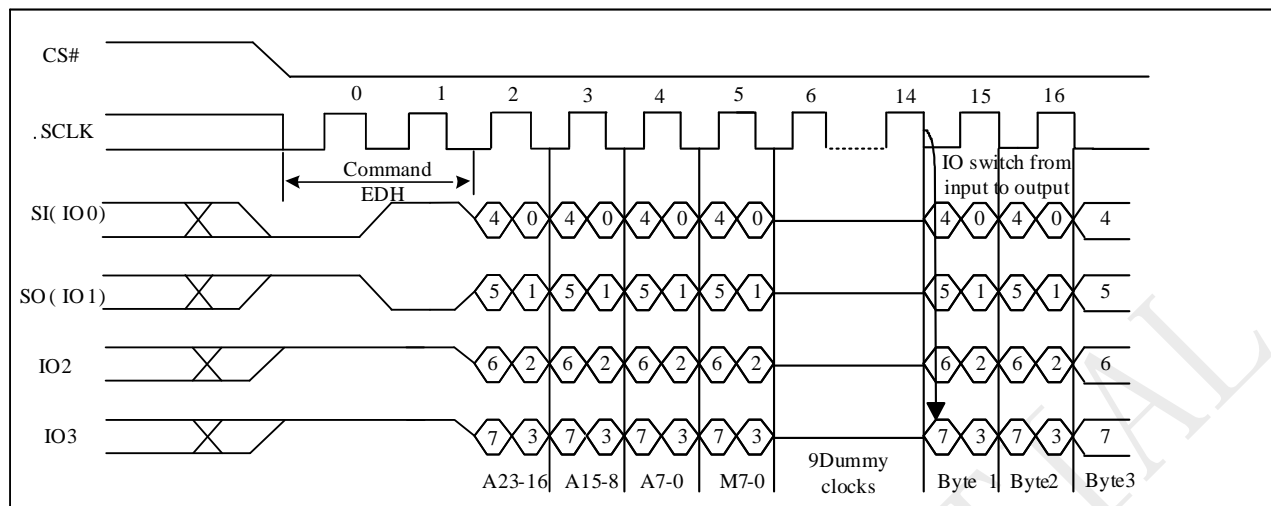 CS#
0 1 2 3 4 5 6 14 15 16
.SCLK
Command
EDH
IO switch from
input to output
SI( IO0)
4 0 4 0 4 0 4 0 4 0 4 0 4
SO ( IO1)
5 1 5 1 5 1 5 1 5 1 5 1 5
IO2
6 2 6 2 6 2 6 2 6 2 6 2 6
IO3
7 3 7 3 7 3 7 3 7 3 7 3 7
9Dummy
clocks
A23-16 A15-8 A7-0 M7-0 Byte 1 Byte2 Byte3